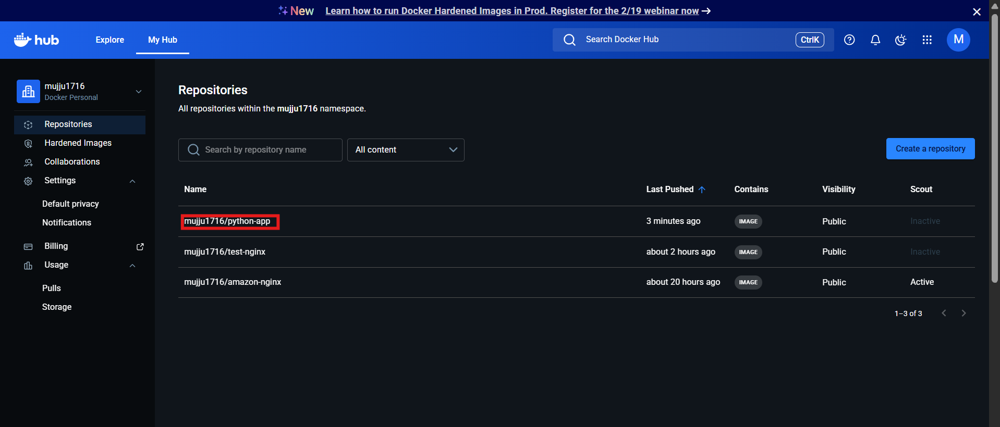 New Learn how to run Docker Hardened Images in Prod. Register for the 2/19 webinar now
hub Explore My Hub Search Docker Hub CtrlK M
mujju1716
Docker Personal
Repositories
Hardened Images
Collaborations
Settings
Default privacy
Notifications
Billing
Usage
Pulls
Storage
Repositories
All repositories within the mujju1716 namespace.
Search by repository name All content Create a repository
Name Last Pushed Contains Visibility Scout
mujju1716/python-app 3 minutes ago IMAGE Public Inactive
mujju1716/test-nginx about 2 hours ago IMAGE Public Inactive
mujju1716/amazon-nginx about 20 hours ago IMAGE Public Active
1–3 of 3